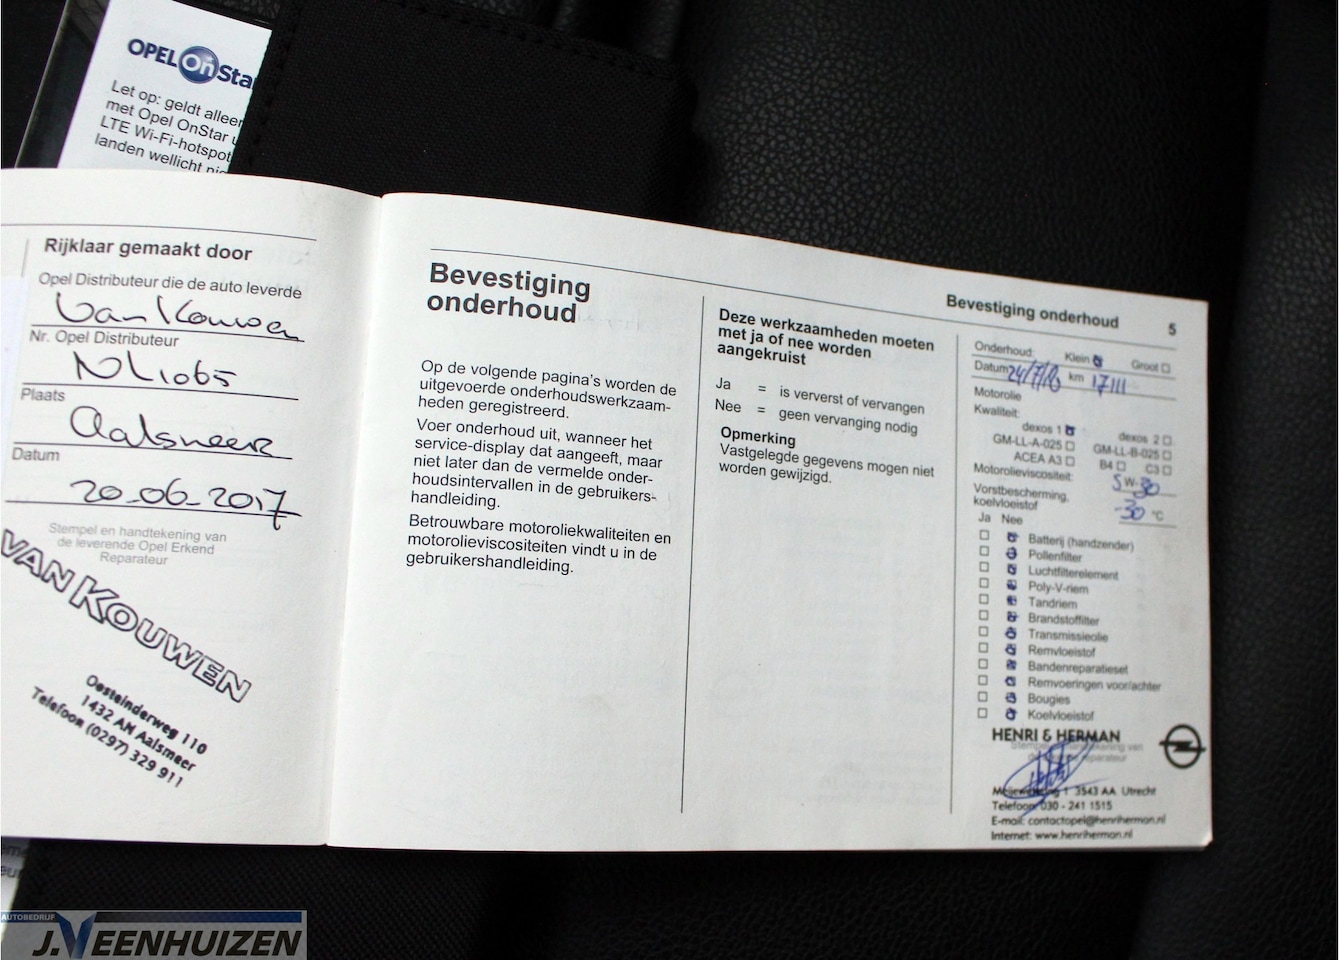 OPEL OnSta
Let op: geldt alleen
met Opel OnStar
LTE Wi-Fi-hotspot
landen wellicht
Rijklaar gemaakt door
Opel Distributeur die de auto leverde
Van Kouwen
Nr. Opel Distributeur
NL1065
Plaats
Aalsmeer
Datum
20-06-2017
Stempel en handtekening van
de leverende Opel Erkend
Reparateur
VAN KOUWEN
Oosteinderweg 110
1432 AM Aalsmeer
Telefoon (0297) 329 911
Bevestiging
onderhoud
Op de volgende pagina's worden de
uitgevoerde onderhoudswerkzaam-
heden geregistreerd.
Voer onderhoud uit, wanneer het
service-display dat aangeeft, maar
niet later dan de vermelde onder-
houdsintervallen in de gebruikers-
handleiding.
Betrouwbare motoroliekwaliteiten en
motorolieviscositeiten vindt u in de
gebruikershandleiding.
Deze werkzaamheden moeten
met ja of nee worden
aangekruist
Ja = is ververst of vervangen
Nee = geen vervanging nodig
Opmerking
Vastgelegde gegevens mogen niet
worden gewijzigd.
Bevestiging onderhoud 5
Onderhoud: Klein Groot
Datum 24/7/18 km 17111
Motorolie
Kwaliteit:
dexos 1 dexos 2
GM-LL-A-025 GM-LL-B-025
ACEA A3 B4 C3
Motorolieviscositeit: 5W-30
Vorstbescherming,
koelvloeistof -30 °C
Ja Nee
Batterij (handzender)
Pollenfilter
Luchtfilterelement
Poly-V-riem
Tandriem
Brandstoffilter
Transmissieolie
Remvloeistof
Bandenreparatieset
Remvoeringen voor/achter
Bougies
Koelvloeistof
HENRI & HERMAN
1 3543 AA Utrecht
Telefoon 030 - 241 1515
E-mail: contactopel@henriherman.nl
Internet: www.henriherman.nl
AUTOBEDRIJF
J.VEENHUIZEN